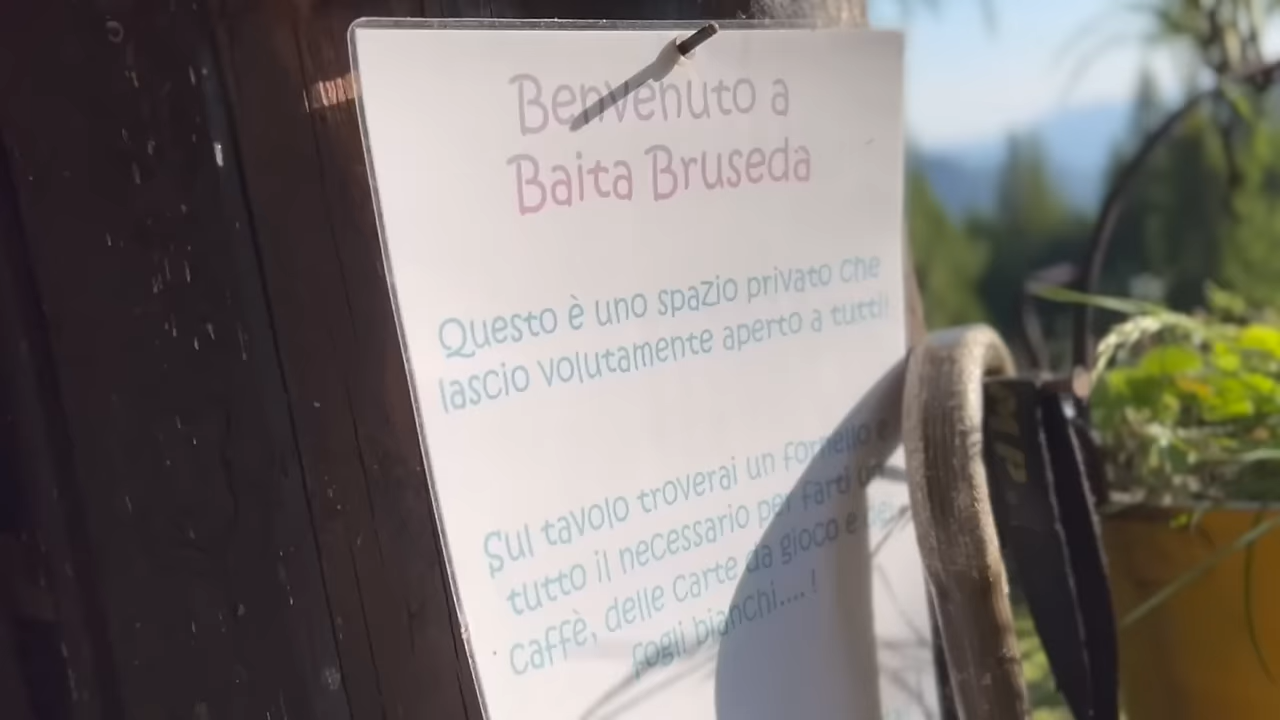 Benvenuto a
Baita Bruseda
Questo è uno spazio privato che
lascio volutamente aperto a tutti!
Sul tavolo troverai un fornello e
tutto il necessario per farti un
caffè, delle carte da gioco e
fogli bianchi....!